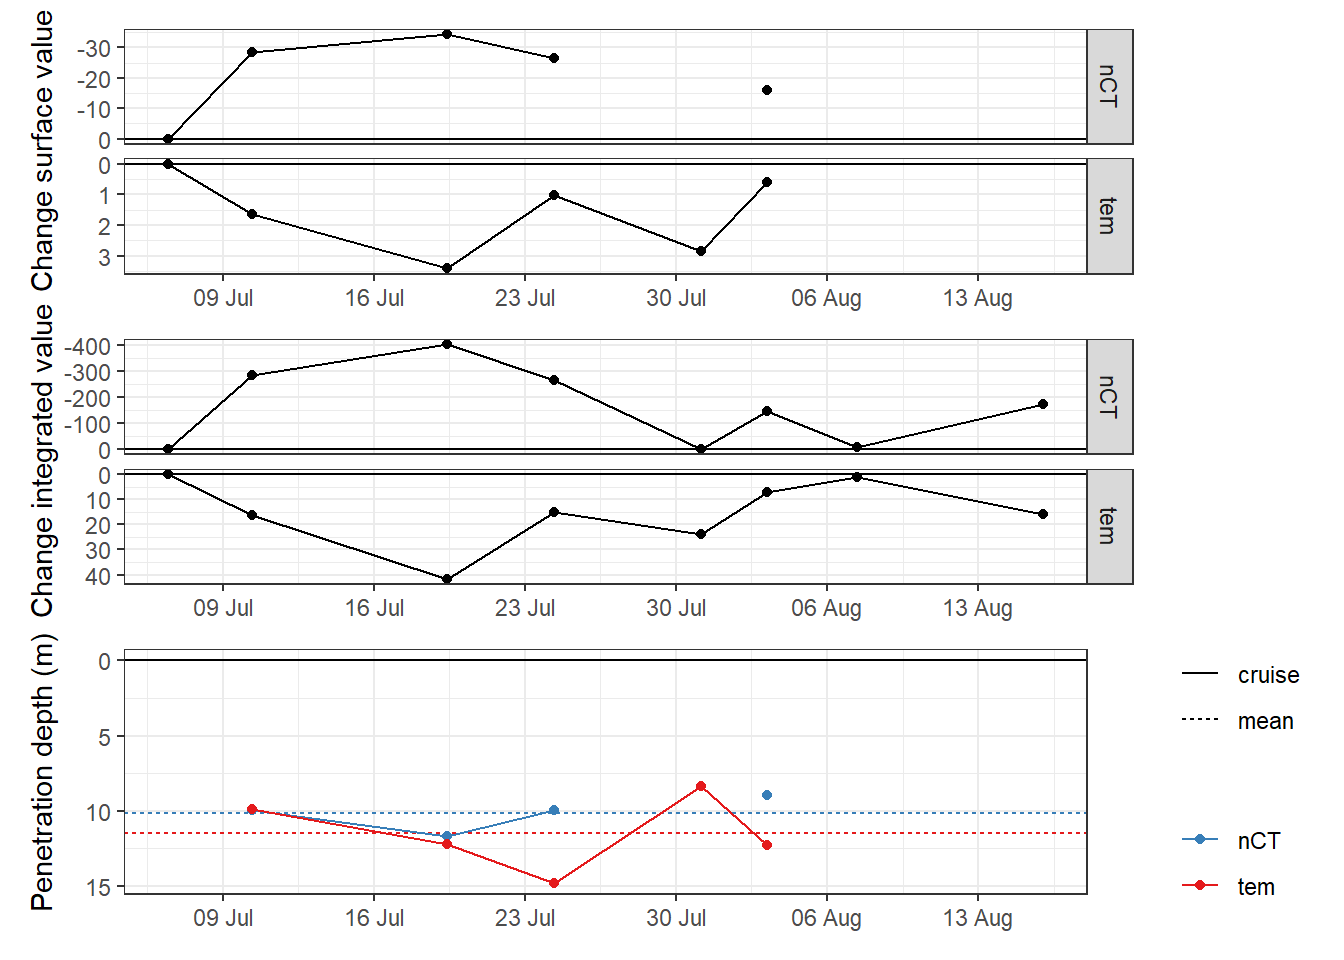 Change surface value
-30
-20
-10
0
nCT
0
1
2
3
tem
09 Jul 16 Jul 23 Jul 30 Jul 06 Aug 13 Aug
Change integrated value
-400
-300
-200
-100
0
nCT
0
10
20
30
40
tem
09 Jul 16 Jul 23 Jul 30 Jul 06 Aug 13 Aug
Penetration depth (m)
0
5
10
15
09 Jul 16 Jul 23 Jul 30 Jul 06 Aug 13 Aug
cruise
mean
nCT
tem